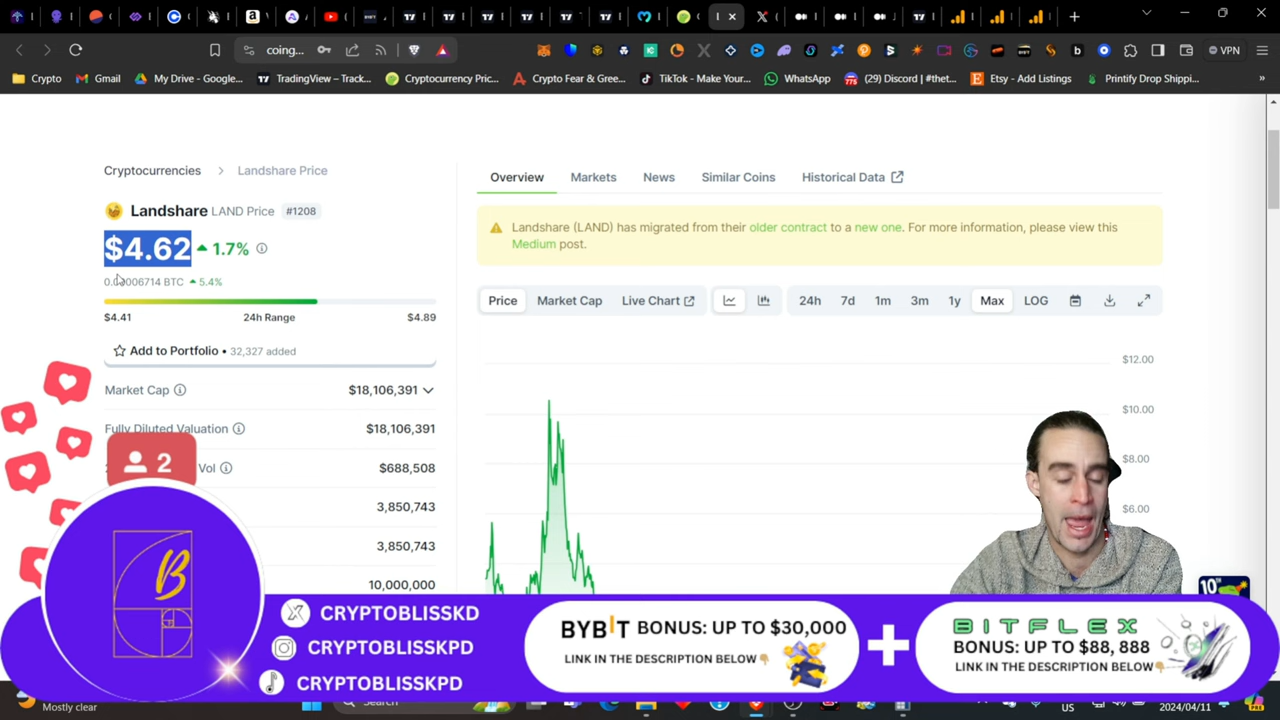 coing...
VPN
Crypto
Gmail
My Drive - Google...
TradingView – Track...
Cryptocurrency Pric...
Crypto Fear & Gree...
TikTok - Make Your...
WhatsApp
(29) Discord | #thet...
Etsy - Add Listings
Printify Drop Shippi...
Cryptocurrencies > Landshare Price
Landshare LAND Price #1208
$4.62 1.7%
BTC 5.4%
$4.41 24h Range $4.89
Add to Portfolio • 32,327 added
Market Cap $18,106,391
Fully Diluted Valuation $18,106,391
Vol $688,508
3,850,743
3,850,743
10,000,000
Overview Markets News Similar Coins Historical Data
Landshare (LAND) has migrated from their older contract to a new one. For more information, please view this
Medium post.
Price Market Cap Live Chart 24h 7d 1m 3m 1y Max LOG
$12.00
$10.00
$8.00
$6.00
2
B
CRYPTOBLISSKD
CRYPTOBLISSKPD
CRYPTOBLISSKPD
BYBIT BONUS: UP TO $30,000
LINK IN THE DESCRIPTION BELOW
+
BITFLEX
BONUS: UP TO $88, 888
LINK IN THE DESCRIPTION BELOW
10TH
Mostly clear
Search
US
2024/04/11